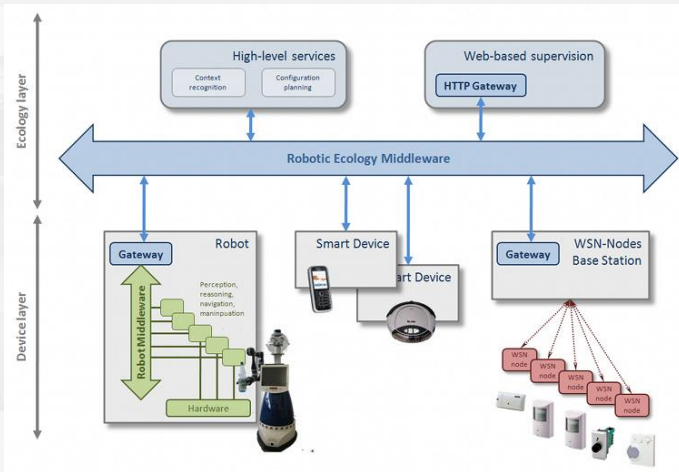 Ecology layer
High-level services
Context
recognition
Configuration
planning
Web-based supervision
HTTP Gateway
Robotic Ecology Middleware
Device layer
Gateway
Robot
Robot Middleware
Perception,
reasoning,
navigation,
maninpuation
Hardware
Smart Device
art Device
Gateway
WSN-Nodes
Base Station
WSN
node
WSN
node
WSN
node
WSN
node
WSN
node